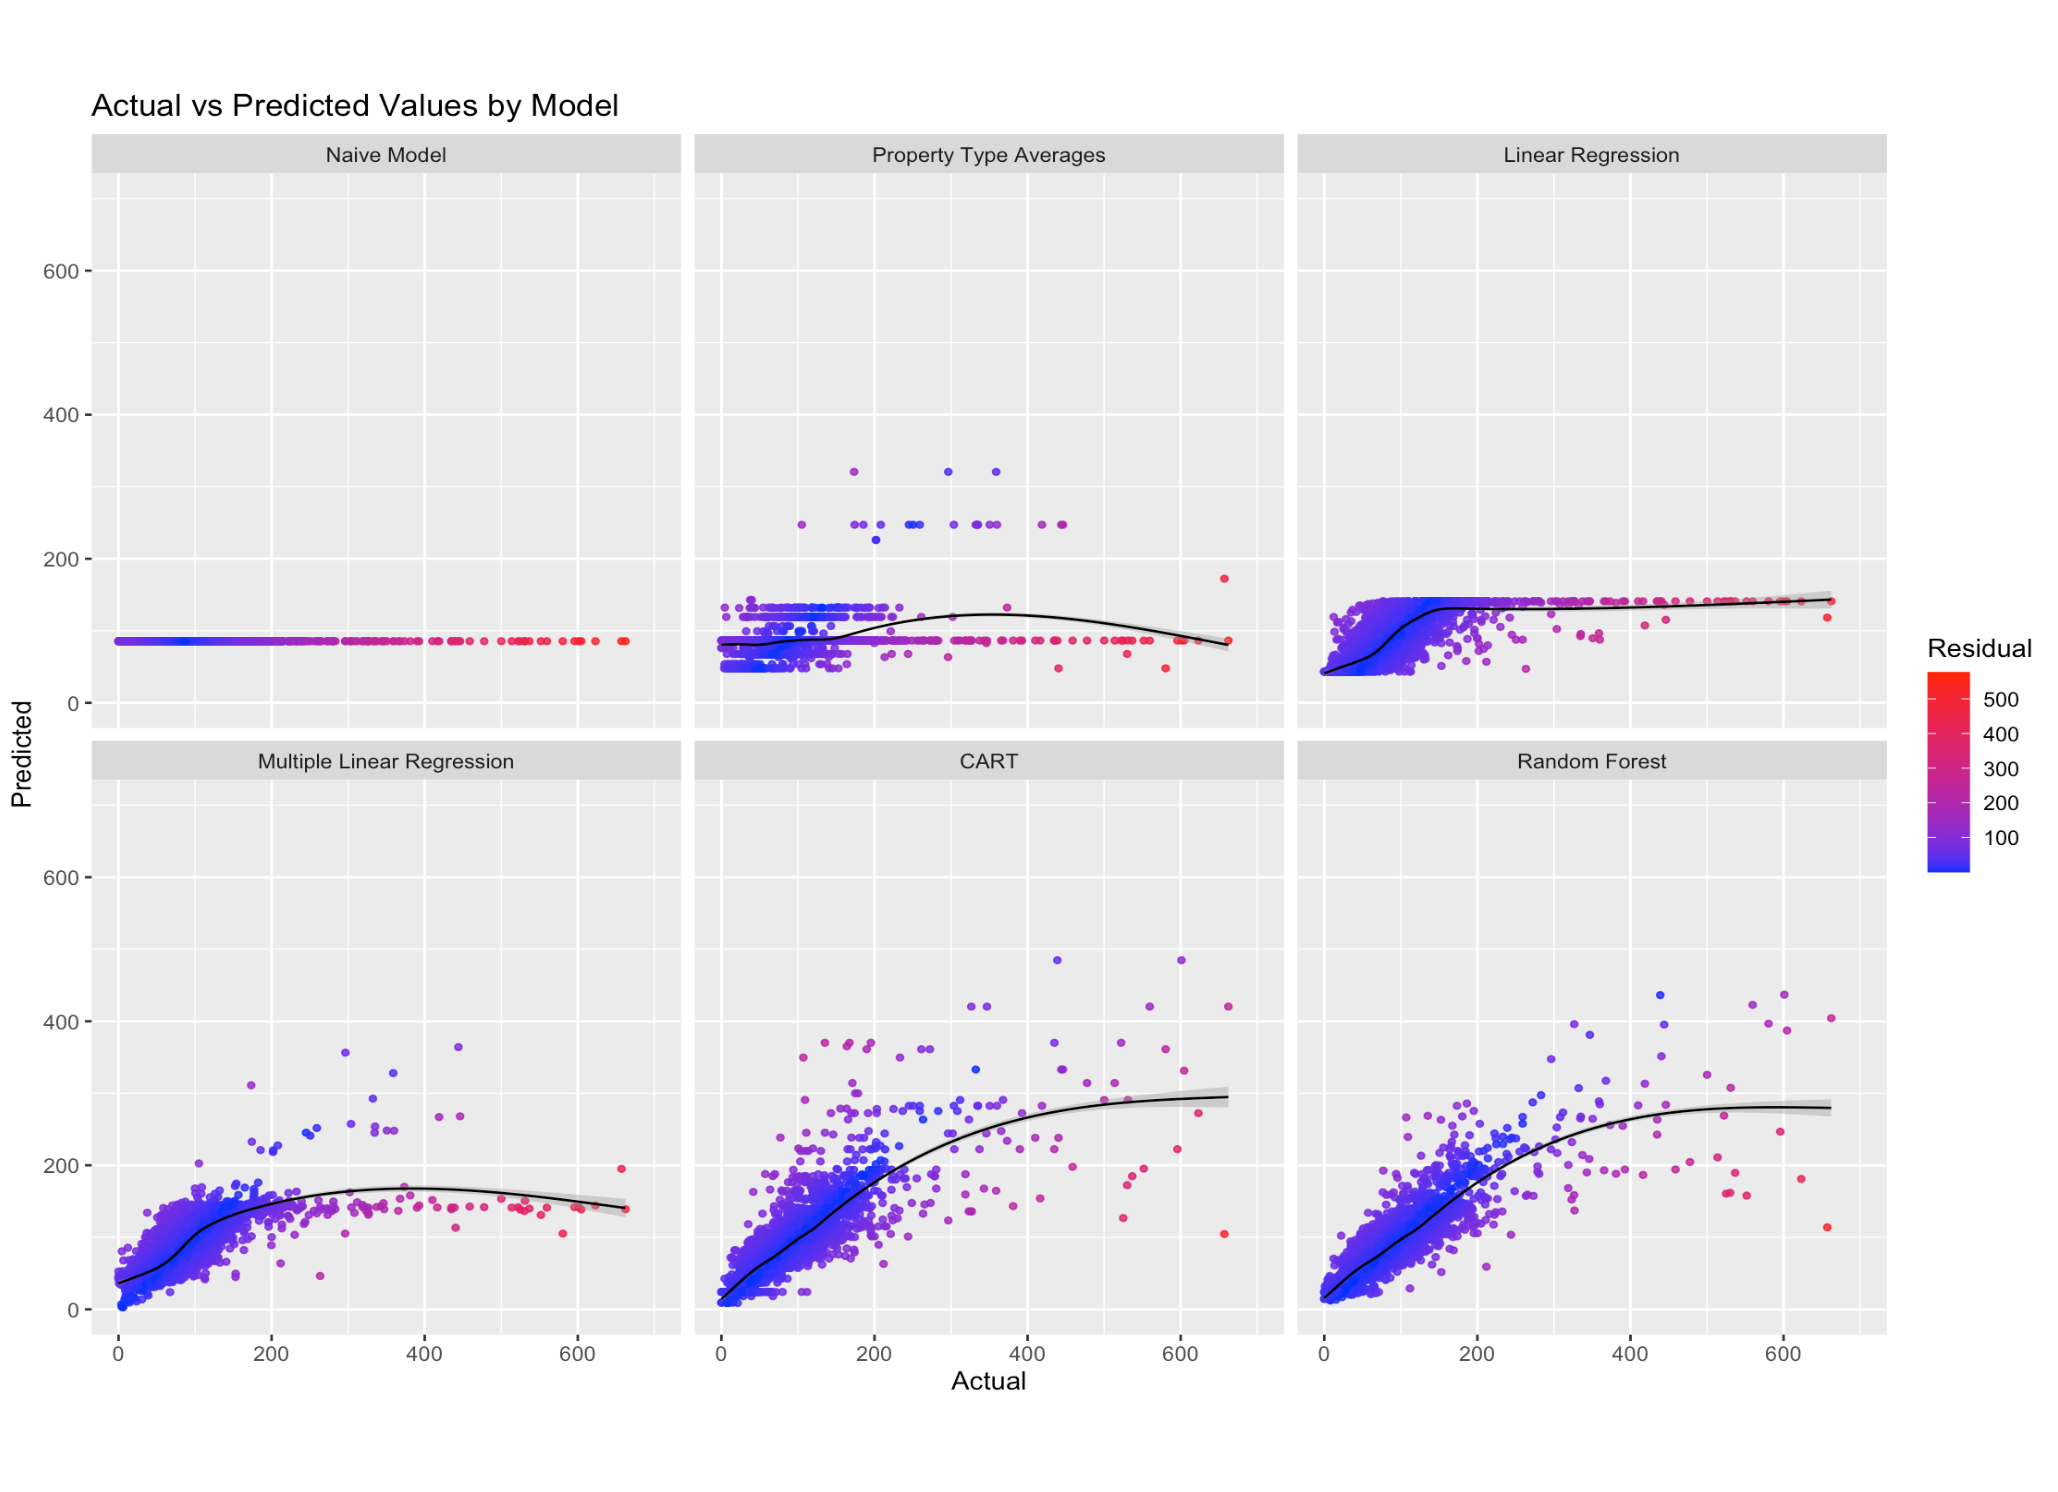 Actual vs Predicted Values by Model
Naive Model
Property Type Averages
Linear Regression
600
400
200
0
Multiple Linear Regression
CART
Random Forest
600
400
200
0
0 200 400 600
0 200 400 600
0 200 400 600
Actual
Predicted
Residual
500
400
300
200
100